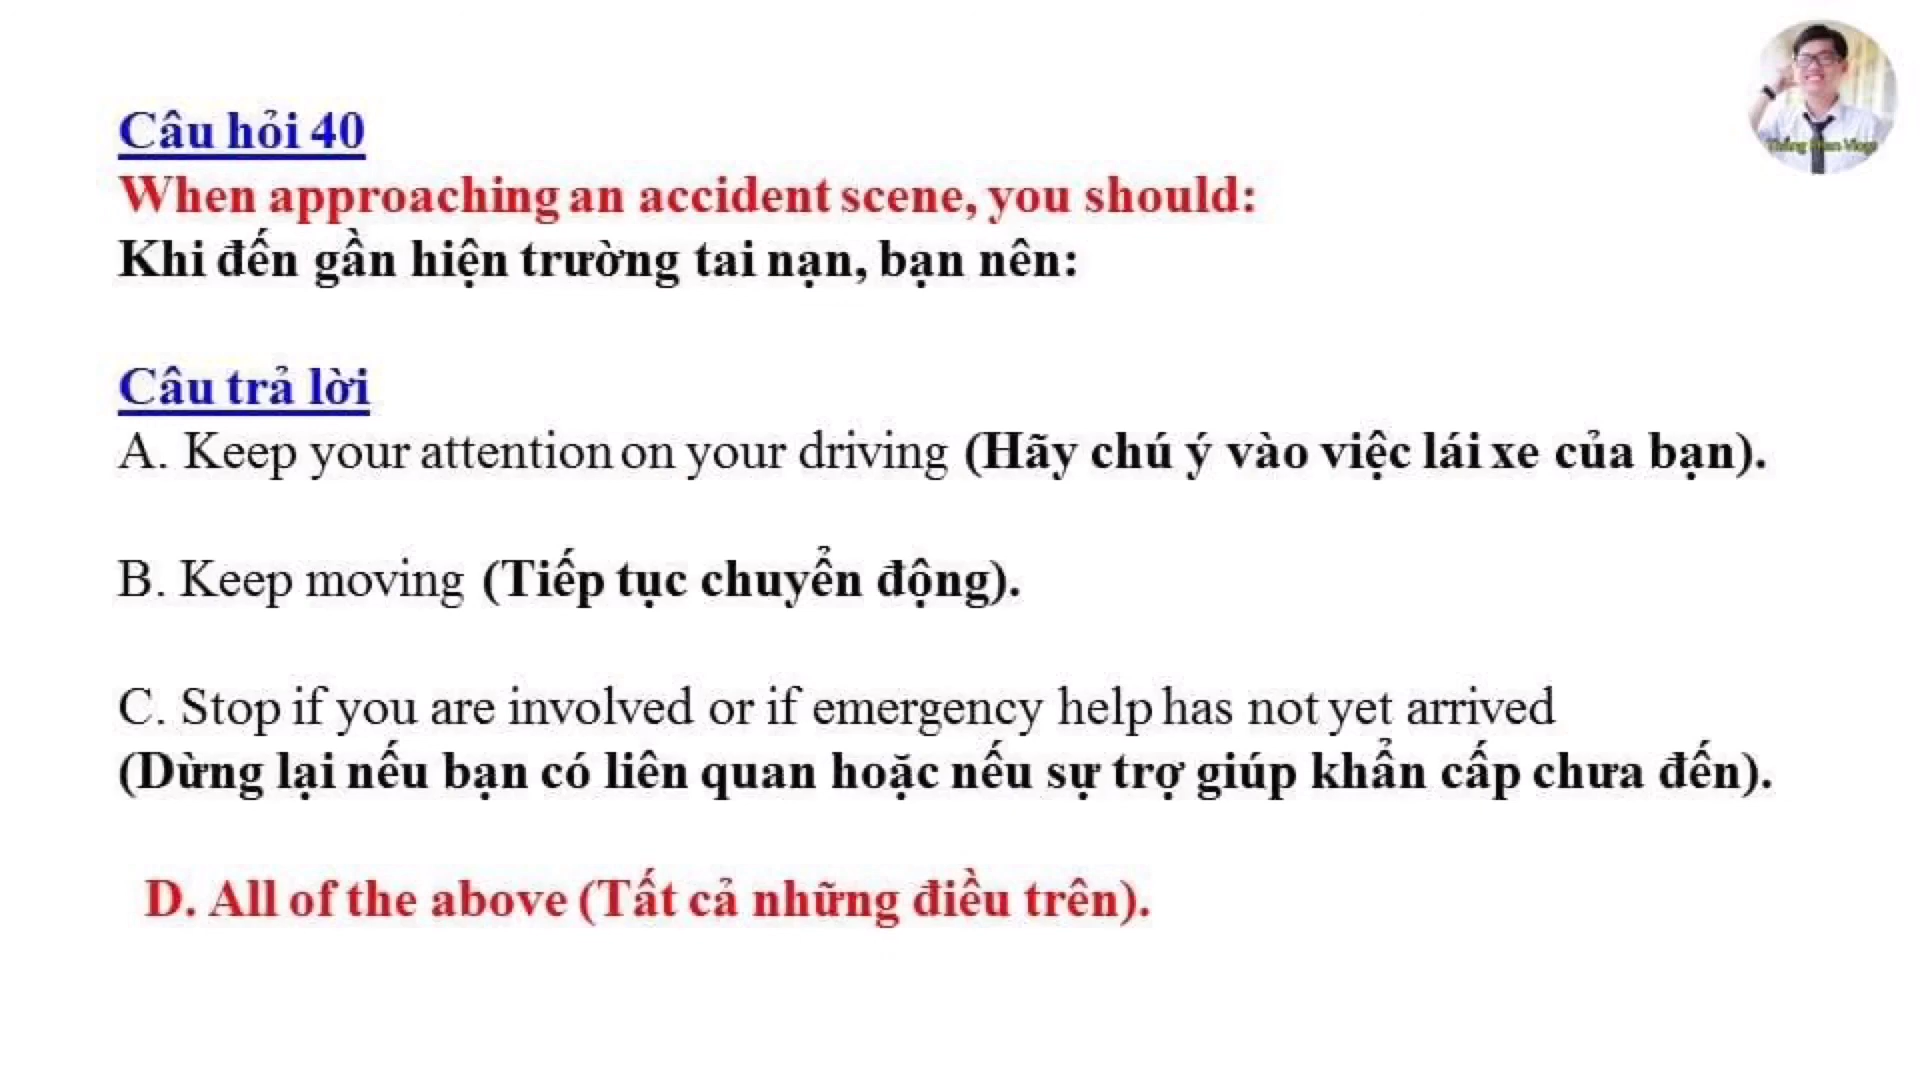 Câu hỏi 40
When approaching an accident scene, you should:
Khi đến gần hiện trường tai nạn, bạn nên:
Câu trả lời
A. Keep your attention on your driving (Hãy chú ý vào việc lái xe của bạn).
B. Keep moving (Tiếp tục chuyển động).
C. Stop if you are involved or if emergency help has not yet arrived
(Dừng lại nếu bạn có liên quan hoặc nếu sự trợ giúp khẩn cấp chưa đến).
D. All of the above (Tất cả những điều trên).